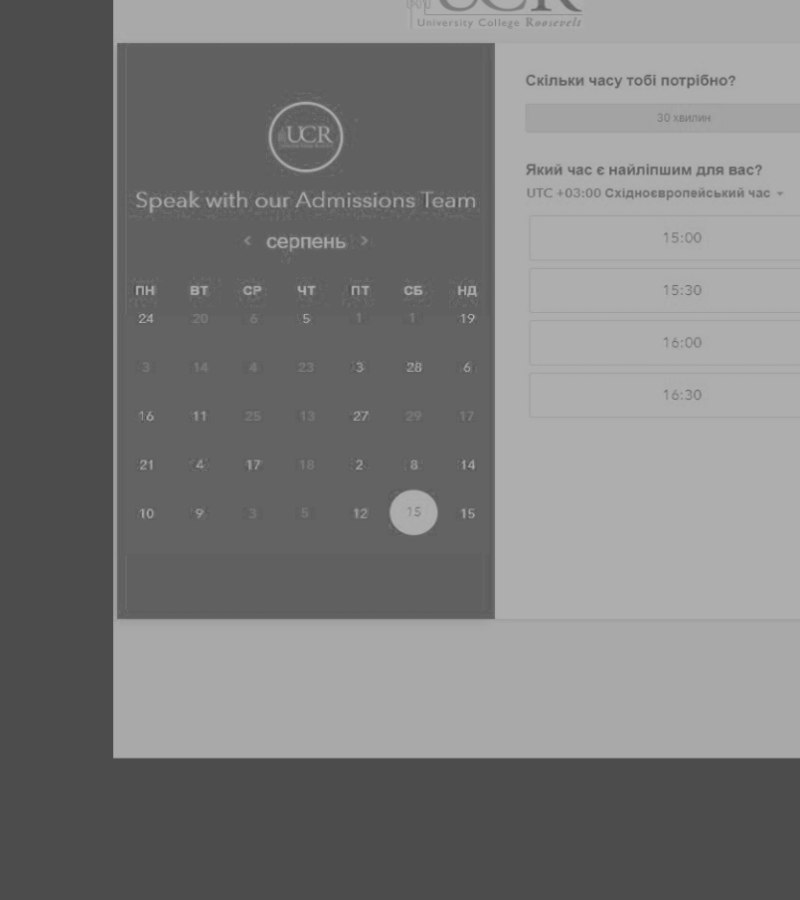 UCR
University College Roosevelt
UCR
Speak with our Admissions Team
< серпень >
ПН ВТ СР ЧТ ПТ СБ НД
24 20 6 5 1 1 19
3 14 4 23 3 28 6
16 11 25 13 27 29 17
21 4 17 18 2 8 14
10 9 3 5 12 15 15
Скільки часу тобі потрібно?
30 хвилин
Який час є найліпшим для вас?
UTC +03:00 Східноєвропейський час
15:00
15:30
16:00
16:30